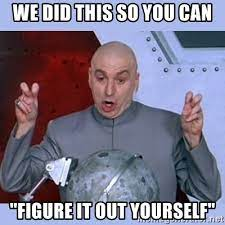 WE DID THIS SO YOU CAN
"FIGURE IT OUT YOURSELF"